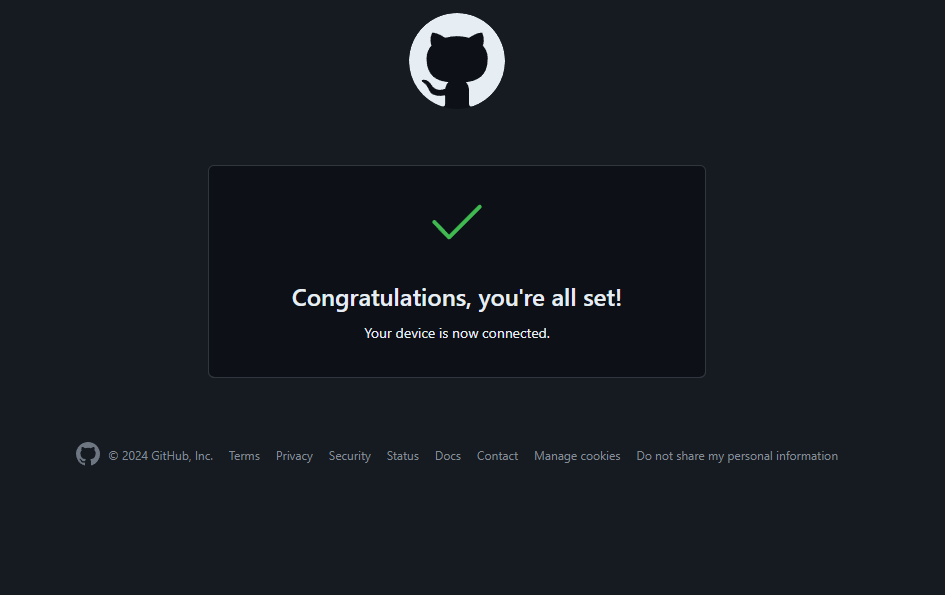 Congratulations, you're all set!
Your device is now connected.
© 2024 GitHub, Inc. Terms Privacy Security Status Docs Contact Manage cookies Do not share my personal information